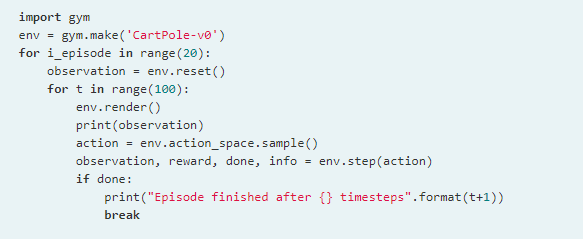 import gym
env = gym.make('CartPole-v0')
for i_episode in range(20):
    observation = env.reset()
    for t in range(100):
        env.render()
        print(observation)
        action = env.action_space.sample()
        observation, reward, done, info = env.step(action)
        if done:
            print("Episode finished after {} timesteps".format(t+1))
            break